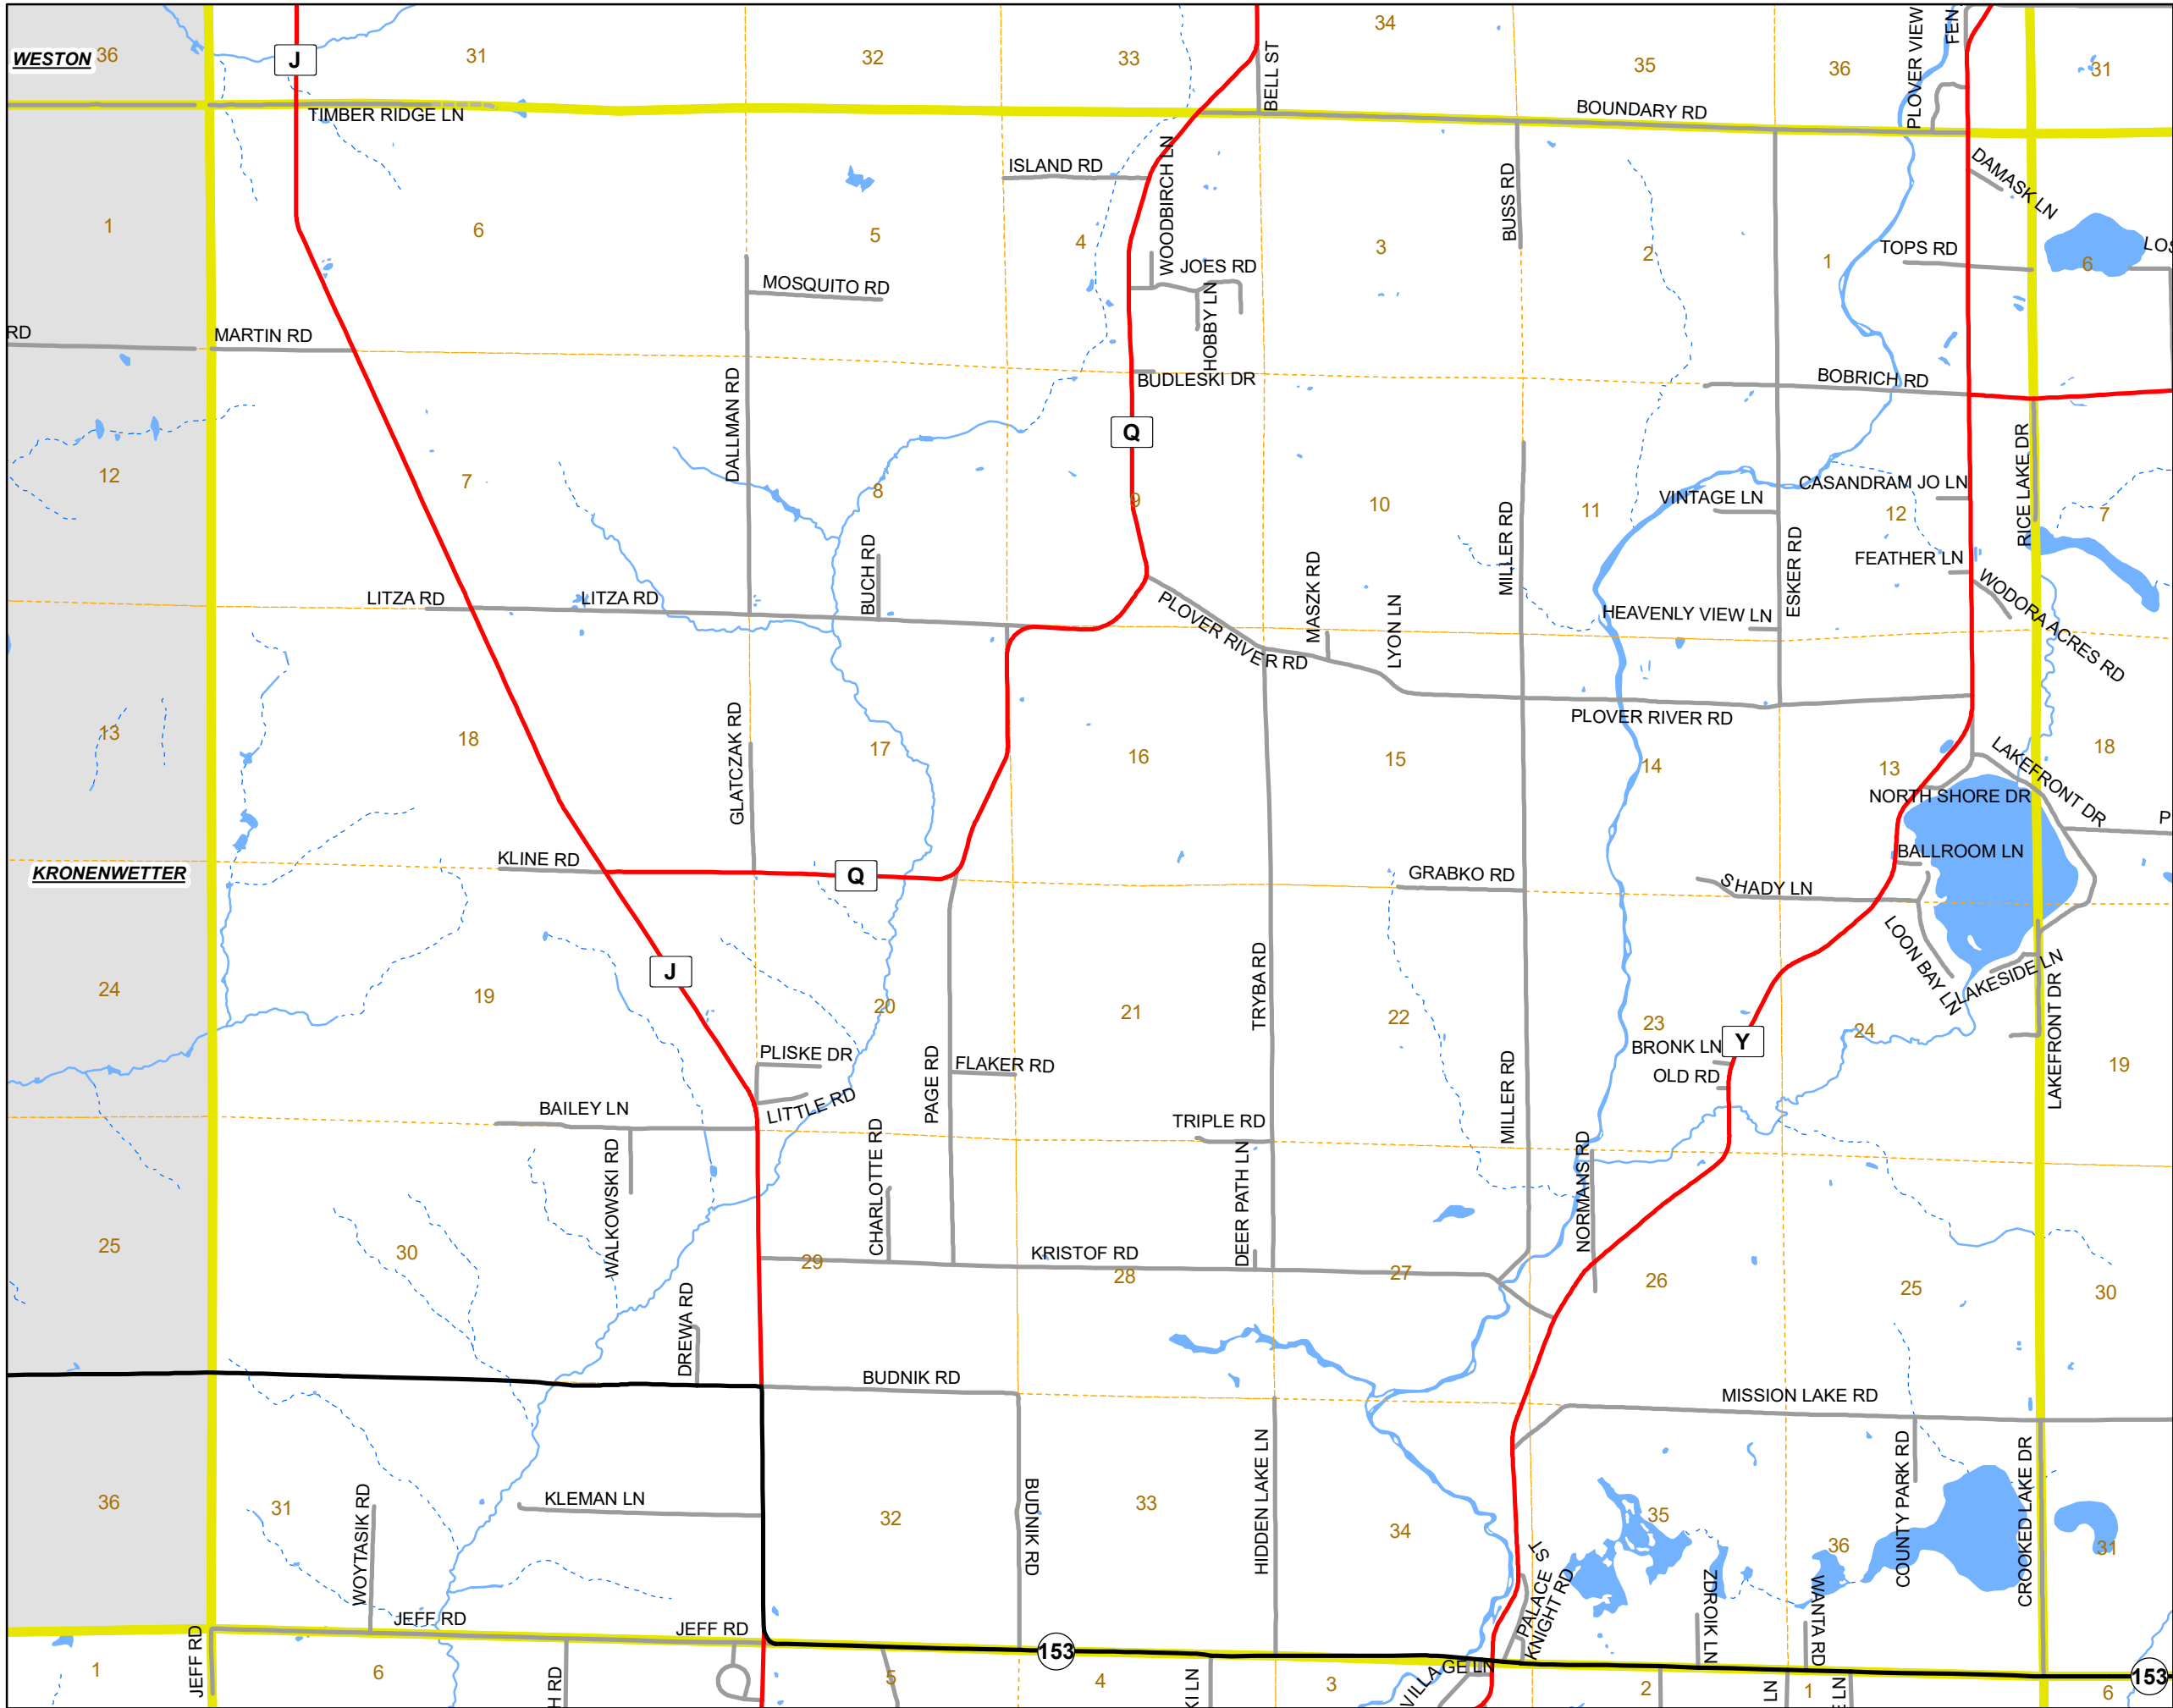 WESTON
36
31
32
33
34
35
36
31
J
BELL ST
PLOVER VIEW
FEN
TIMBER RIDGE LN
BOUNDARY RD
1
6
5
4
3
2
1
6
ISLAND RD
WOODBIRCH LN
BUSS RD
DAMASK LN
TOPS RD
LOS
MOSQUITO RD
JOES RD
HOBBY LN
RD
MARTIN RD
BUDLESKI DR
BOBRICH RD
DALLMAN RD
Q
12
7
8
9
10
11
12
7
VINTAGE LN
CASANDRAM JO LN
RICE LAKE DR
BUCH RD
MASZK RD
MILLER RD
ESKER RD
FEATHER LN
WODORA ACRES RD
LITZA RD
LITZA RD
PLOVER RIVER RD
LYON LN
HEAVENLY VIEW LN
PLOVER RIVER RD
13
18
17
16
15
14
13
18
GLATCZAK RD
LAKEFRONT DR
NORTH SHORE DR
P
KRONENWETTER
KLINE RD
Q
GRABKO RD
BALLROOM LN
SHADY LN
J
TRYBA RD
LOON BAY LN
LAKESIDE LN
LAKEFRONT DR
24
19
20
21
22
23
24
19
Y
BRONK LN
OLD RD
PLISKE DR
LITTLE RD
PAGE RD
FLAKER RD
MILLER RD
BAILEY LN
WALKOWSKI RD
CHARLOTTE RD
TRIPLE RD
DEER PATH LN
NORMANS RD
25
30
29
28
27
26
25
30
KRISTOF RD
DREWA RD
BUDNIK RD
MISSION LAKE RD
36
31
32
33
34
35
36
31
WOYTASIK RD
KLEMAN LN
BUDNIK RD
HIDDEN LAKE LN
COUNTY PARK RD
CROOKED LAKE DR
PALACE ST
KNIGHT RD
ZDROIK LN
WANTA RD
JEFF RD
JEFF RD
JEFF RD
153
153
1
6
5
4
3
2
1
6
H RD
KI LN
VILLAGE LN
LN
E LN